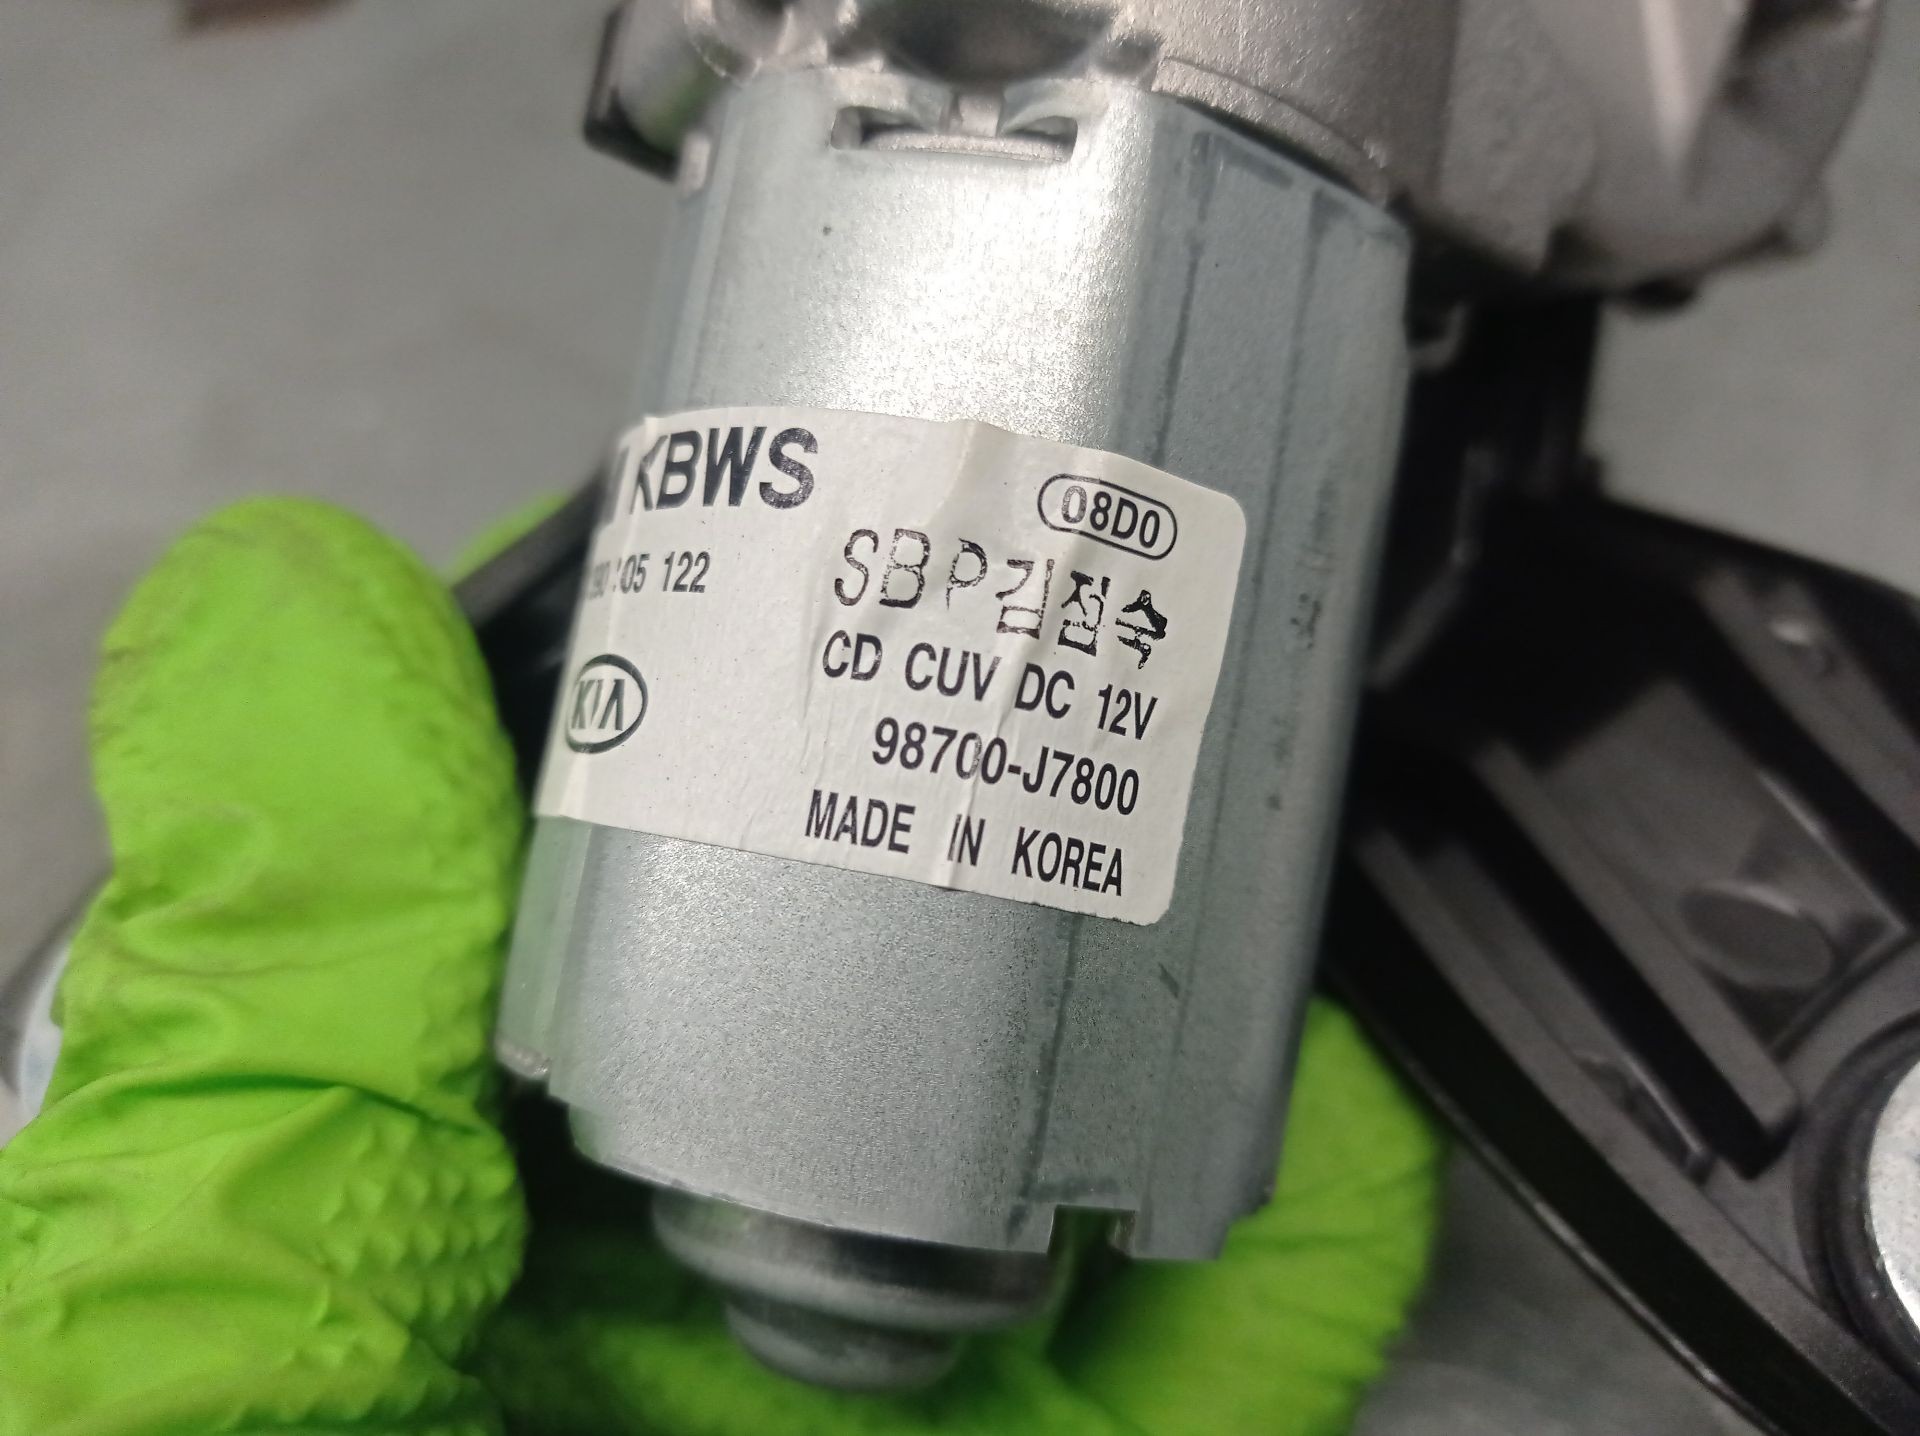 KBWS
08D0
SBP김점숙
05 122
CD CUV DC 12V
KIA
98700-J7800
MADE IN KOREA